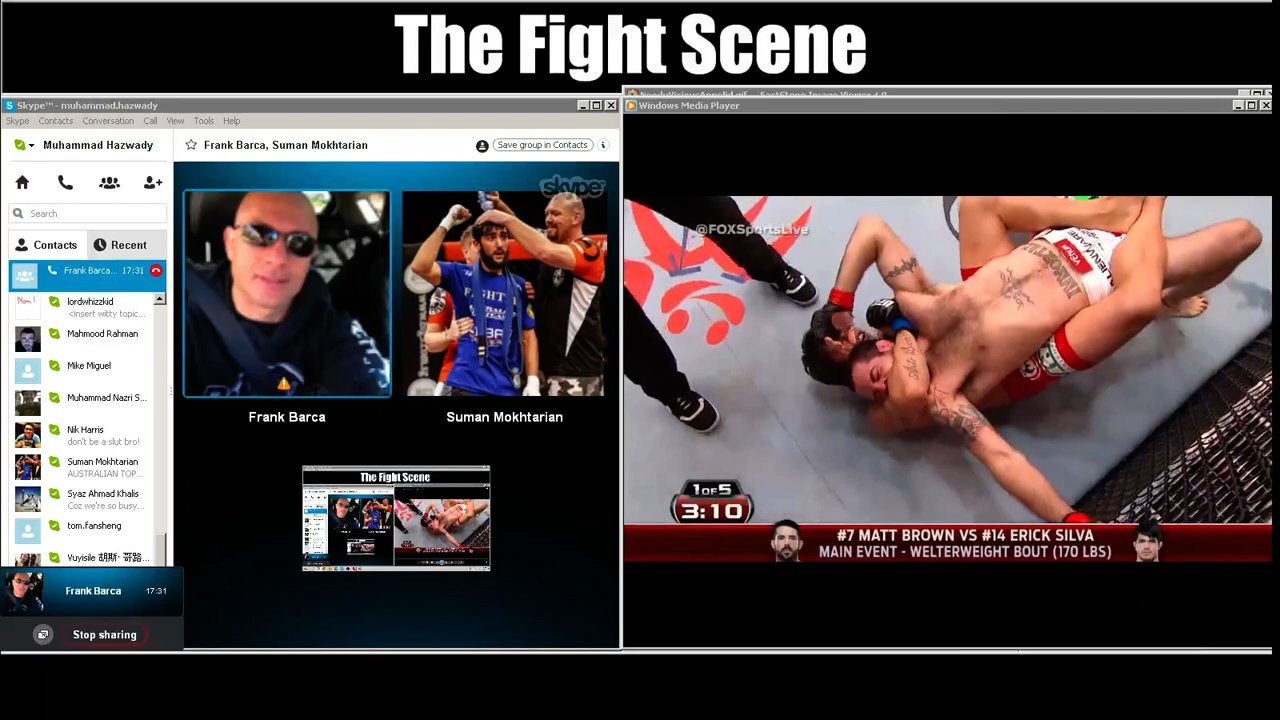 The Fight Scene
Skype™ - muhammad.hazwady
Skype Contacts Conversation Call View Tools Help
Muhammad Hazwady
Search
Contacts
Recent
Frank Barca... 17:31
lordwhizzkid
<insert witty topic...
Mahmood Rahman
Mike Miguel
Muhammad Nazri S...
Nik Harris
don't be a slut bro!
Suman Mokhtarian
AUSTRALIAN TOP...
Syaz Ahmad Khalis
Coz we're so busy...
tom.fansheng
Frank Barca
17:31
Stop sharing
Frank Barca, Suman Mokhtarian
Save group in Contacts
skype
Frank Barca
Suman Mokhtarian
The Fight Scene
Windows Media Player
@FOXSportsLive
VENUM
1 OF 5
3:10
#7 MATT BROWN VS #14 ERICK SILVA
MAIN EVENT - WELTERWEIGHT BOUT (170 LBS)